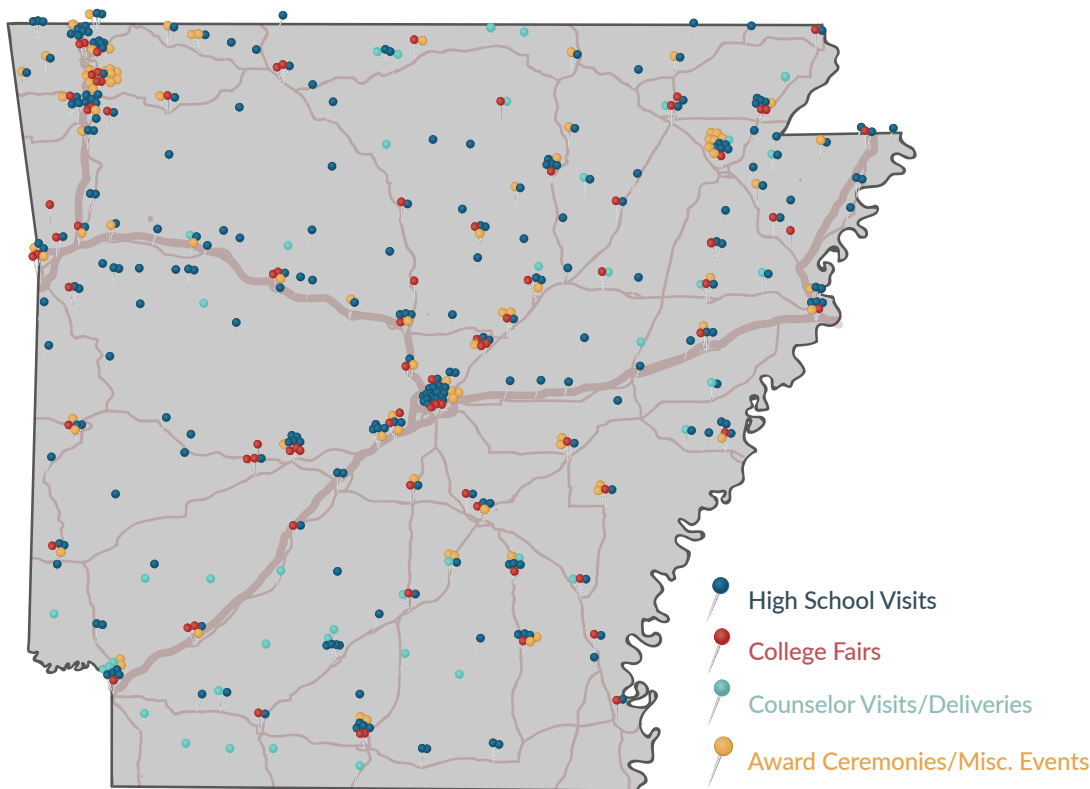 High School Visits
College Fairs
Counselor Visits/Deliveries
Award Ceremonies/Misc. Events